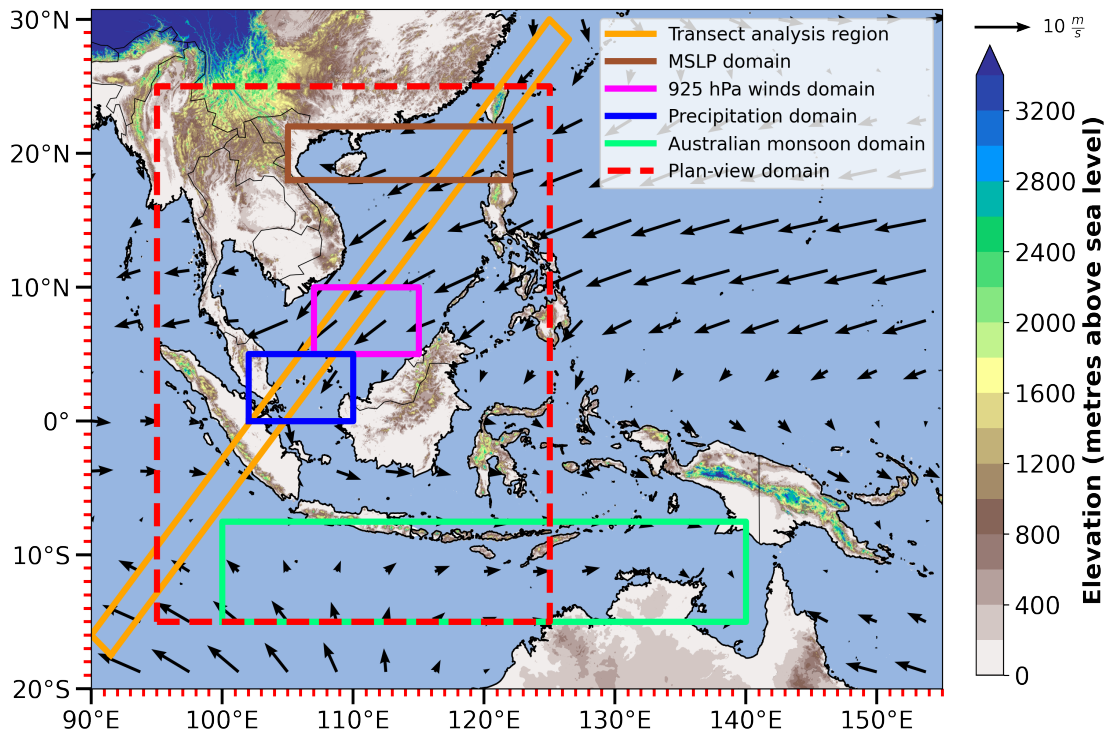 30°N
20°N
10°N
0°
10°S
20°S
90°E
100°E
110°E
120°E
130°E
140°E
150°E
Transect analysis region
MSLP domain
925 hPa winds domain
Precipitation domain
Australian monsoon domain
Plan-view domain
10 m/s
3200
2800
2400
2000
1600
1200
800
400
0
Elevation (metres above sea level)